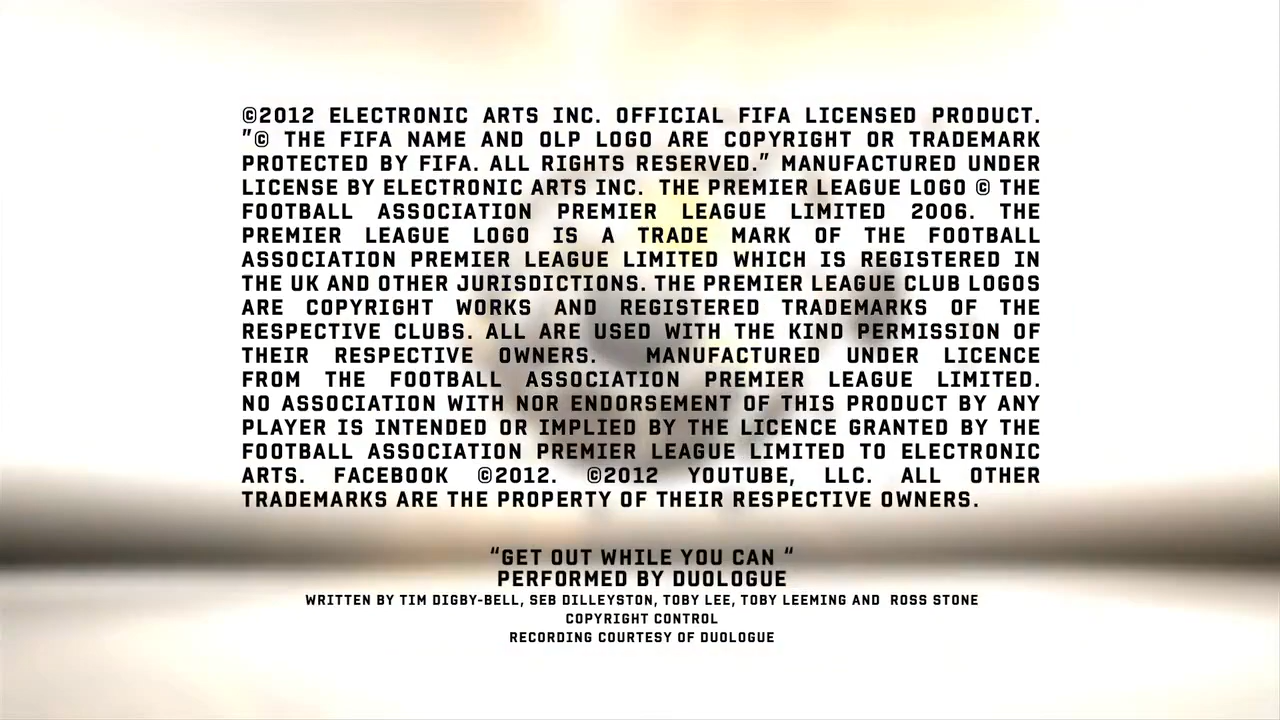 ©2012 ELECTRONIC ARTS INC. OFFICIAL FIFA LICENSED PRODUCT.
"© THE FIFA NAME AND OLP LOGO ARE COPYRIGHT OR TRADEMARK
PROTECTED BY FIFA. ALL RIGHTS RESERVED." MANUFACTURED UNDER
LICENSE BY ELECTRONIC ARTS INC. THE PREMIER LEAGUE LOGO © THE
FOOTBALL ASSOCIATION PREMIER LEAGUE LIMITED 2006. THE
PREMIER LEAGUE LOGO IS A TRADE MARK OF THE FOOTBALL
ASSOCIATION PREMIER LEAGUE LIMITED WHICH IS REGISTERED IN
THE UK AND OTHER JURISDICTIONS. THE PREMIER LEAGUE CLUB LOGOS
ARE COPYRIGHT WORKS AND REGISTERED TRADEMARKS OF THE
RESPECTIVE CLUBS. ALL ARE USED WITH THE KIND PERMISSION OF
THEIR RESPECTIVE OWNERS. MANUFACTURED UNDER LICENCE
FROM THE FOOTBALL ASSOCIATION PREMIER LEAGUE LIMITED.
NO ASSOCIATION WITH NOR ENDORSEMENT OF THIS PRODUCT BY ANY
PLAYER IS INTENDED OR IMPLIED BY THE LICENCE GRANTED BY THE
FOOTBALL ASSOCIATION PREMIER LEAGUE LIMITED TO ELECTRONIC
ARTS. FACEBOOK ©2012. ©2012 YOUTUBE, LLC. ALL OTHER
TRADEMARKS ARE THE PROPERTY OF THEIR RESPECTIVE OWNERS.
"GET OUT WHILE YOU CAN "
PERFORMED BY DUOLOGUE
WRITTEN BY TIM DIGBY-BELL, SEB DILLEYSTON, TOBY LEE, TOBY LEEMING AND ROSS STONE
COPYRIGHT CONTROL
RECORDING COURTESY OF DUOLOGUE